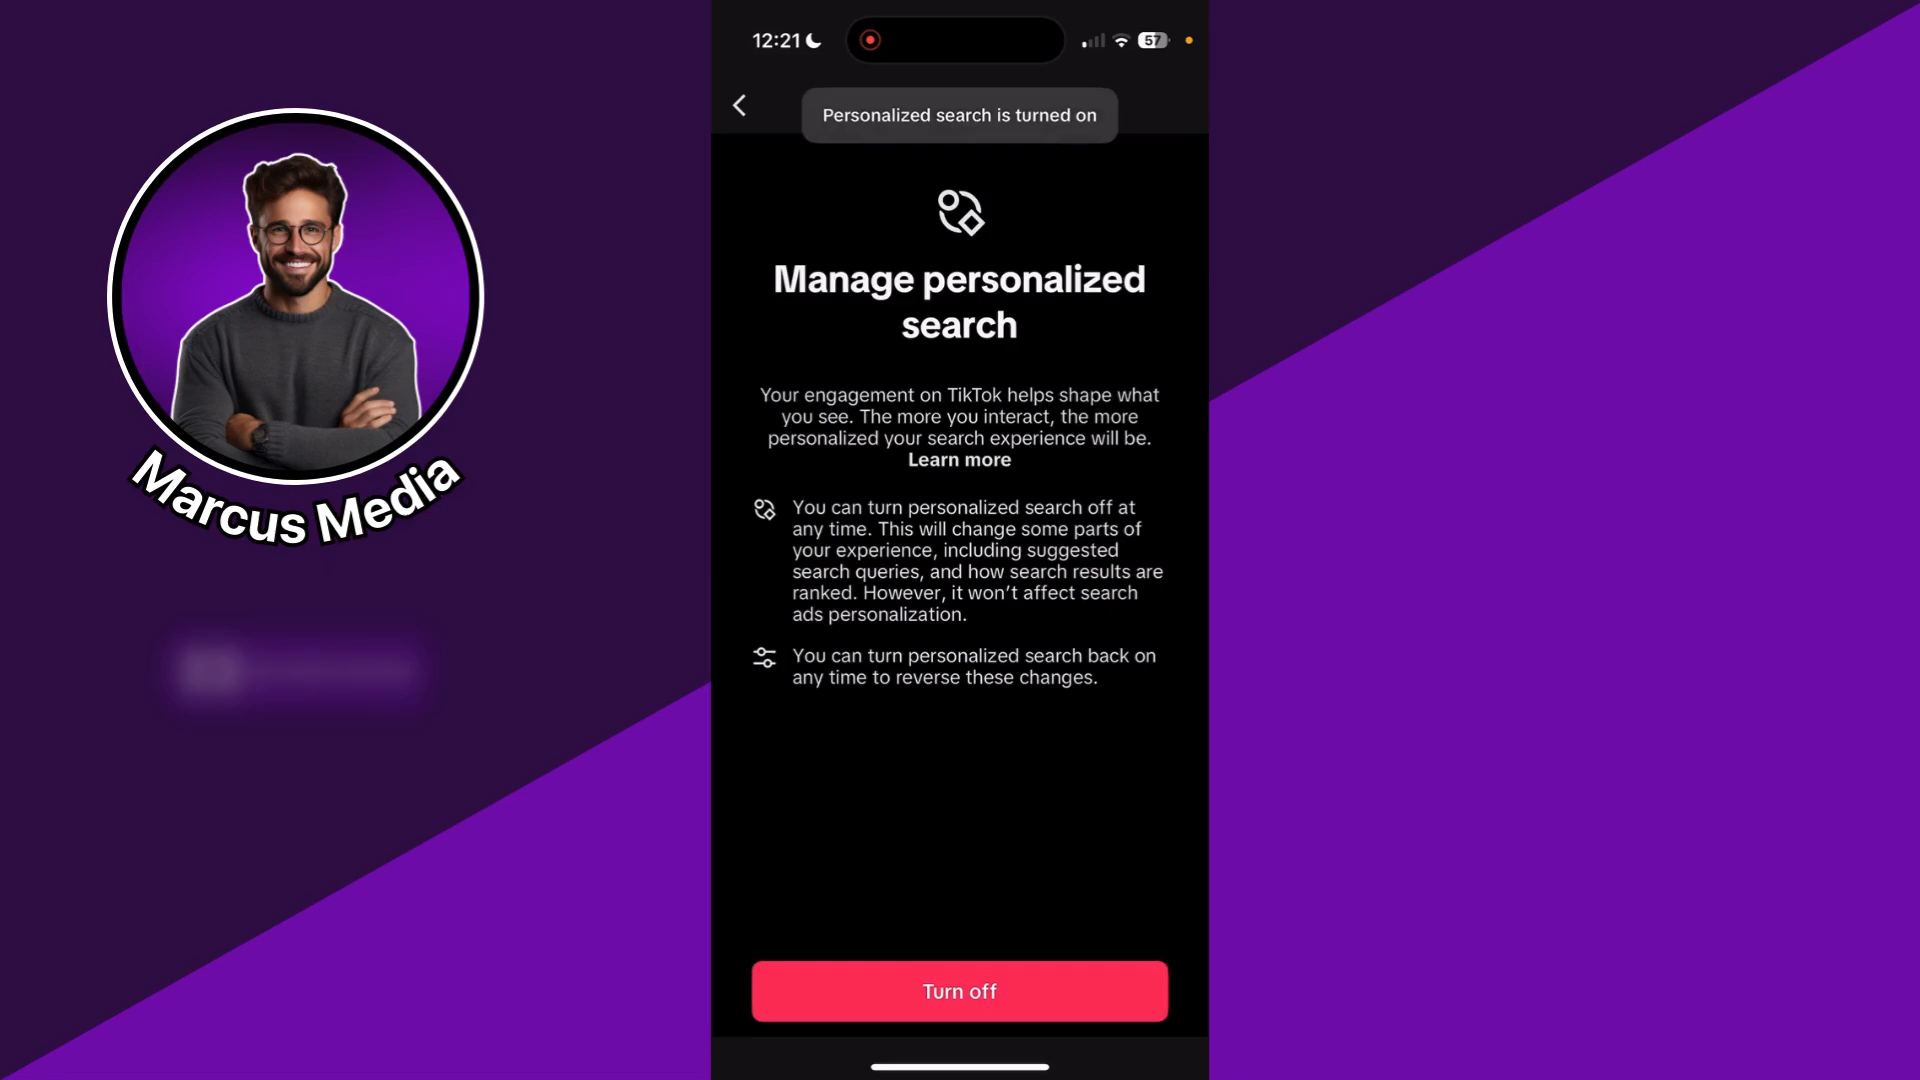 Marcus Media
12:21
57
Personalized search is turned on
Manage personalized
search
Your engagement on TikTok helps shape what
you see. The more you interact, the more
personalized your search experience will be.
Learn more
You can turn personalized search off at
any time. This will change some parts of
your experience, including suggested
search queries, and how search results are
ranked. However, it won’t affect search
ads personalization.
You can turn personalized search back on
any time to reverse these changes.
Turn off